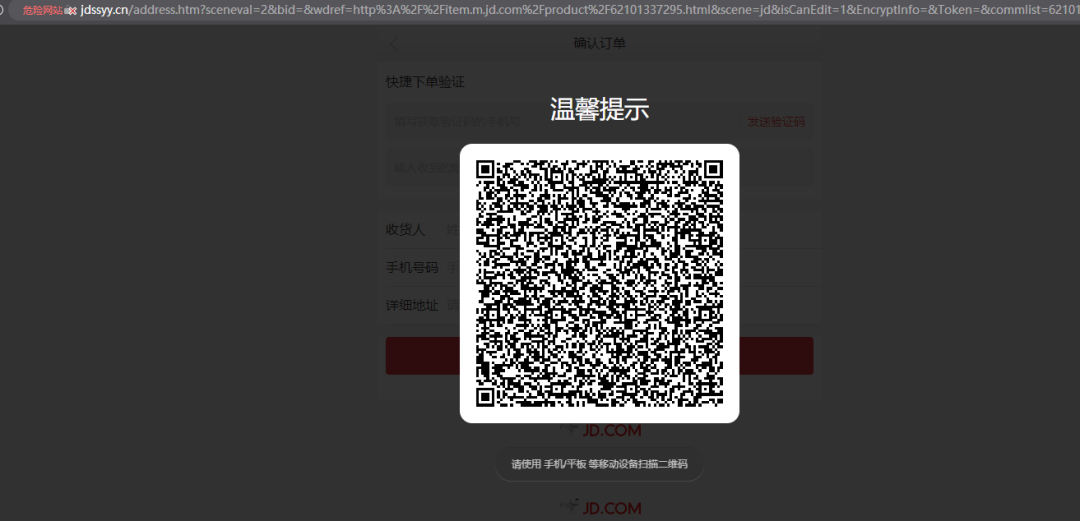 危险网站 jdssyy.cn/address.htm?sceneval=2&bid=&wdref=http%3A%2F%2Fitem.m.jd.com%2Fproduct%2F62101337295.html&scene=jd&isCanEdit=1&EncryptInfo=&Token=&commlist=62101
确认订单
快捷下单验证
温馨提示
发送验证码
收货人
手机号码
详细地址
JD.COM
请使用 手机/平板 等移动设备扫描二维码
JD.COM